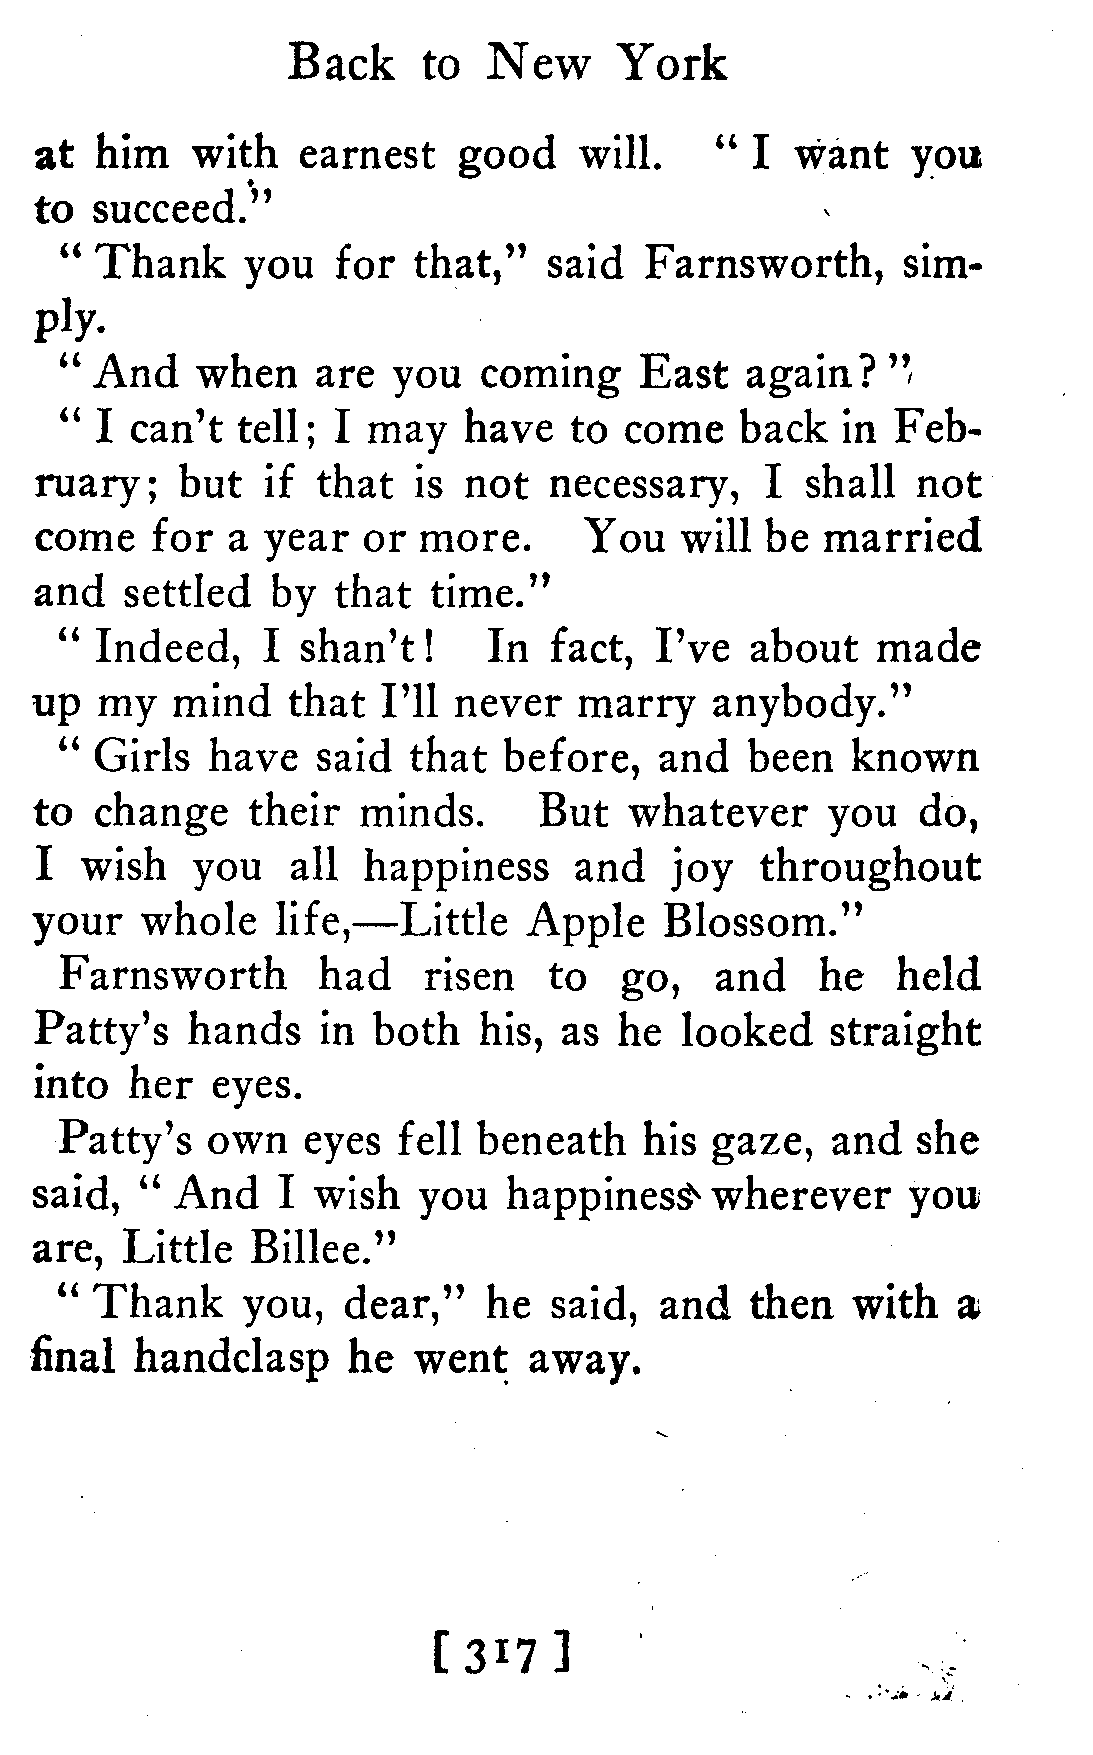 Back to New York
at him with earnest good will. “ I want you
to succeed.”
“ Thank you for that,” said Farnsworth, sim-
ply.
“ And when are you coming East again? ”
“ I can’t tell; I may have to come back in Feb-
ruary; but if that is not necessary, I shall not
come for a year or more. You will be married
and settled by that time.”
“ Indeed, I shan’t! In fact, I’ve about made
up my mind that I’ll never marry anybody.”
“ Girls have said that before, and been known
to change their minds. But whatever you do,
I wish you all happiness and joy throughout
your whole life,—Little Apple Blossom.”
Farnsworth had risen to go, and he held
Patty’s hands in both his, as he looked straight
into her eyes.
Patty’s own eyes fell beneath his gaze, and she
said, “ And I wish you happiness wherever you
are, Little Billee.”
“ Thank you, dear,” he said, and then with a
final handclasp he went away.
[ 317 ]